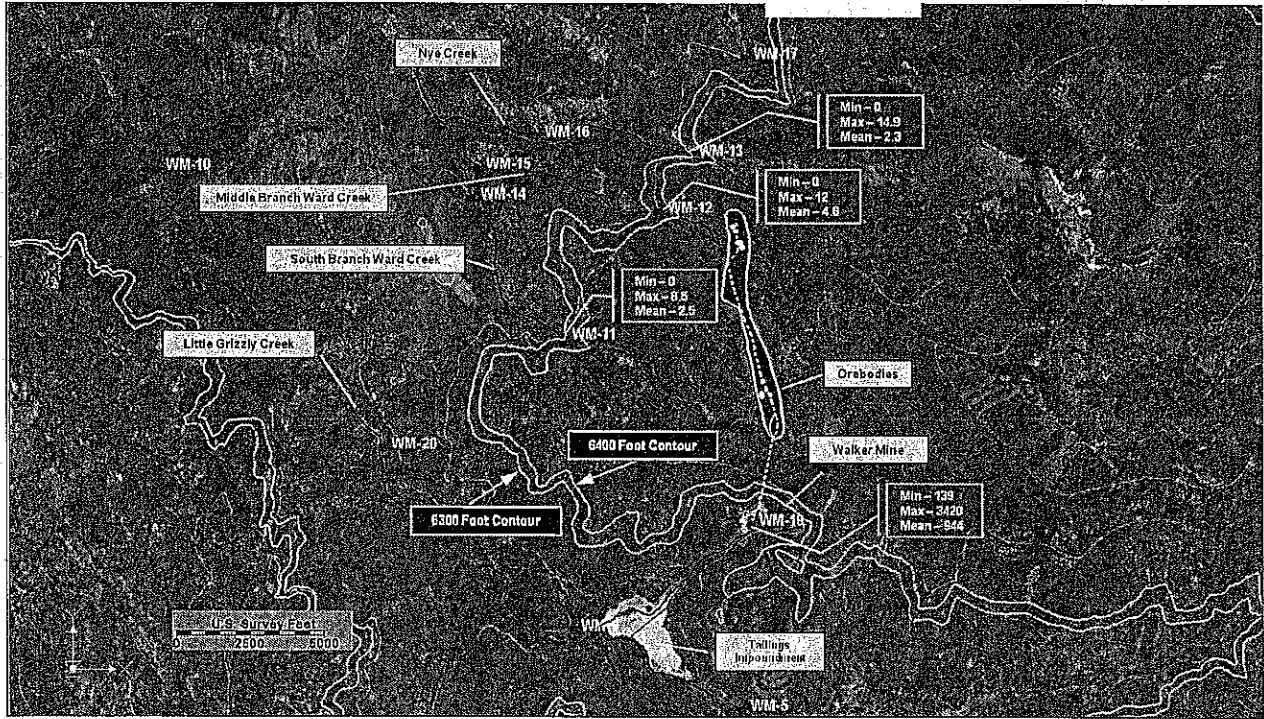 WM-17
Nye Creek
Min – 0
Max – 14.9
Mean – 2.3
WM-16
WM-13
WM-10
WM-15
WM-14
Middle Branch Ward Creek
Min – 0
Max – 12
Mean – 4.6
WM-12
South Branch Ward Creek
Min – 0
Max – 8.5
Mean – 2.5
WM-11
Little Grizzly Creek
Orebodies
WM-20
6400 Foot Contour
Walker Mine
6300 Foot Contour
Min – 139
Max – 3420
Mean – 944
WM-19
U.S. Survey Feet
0 2500 5000
WM
Tailings
Impoundment
WM-5